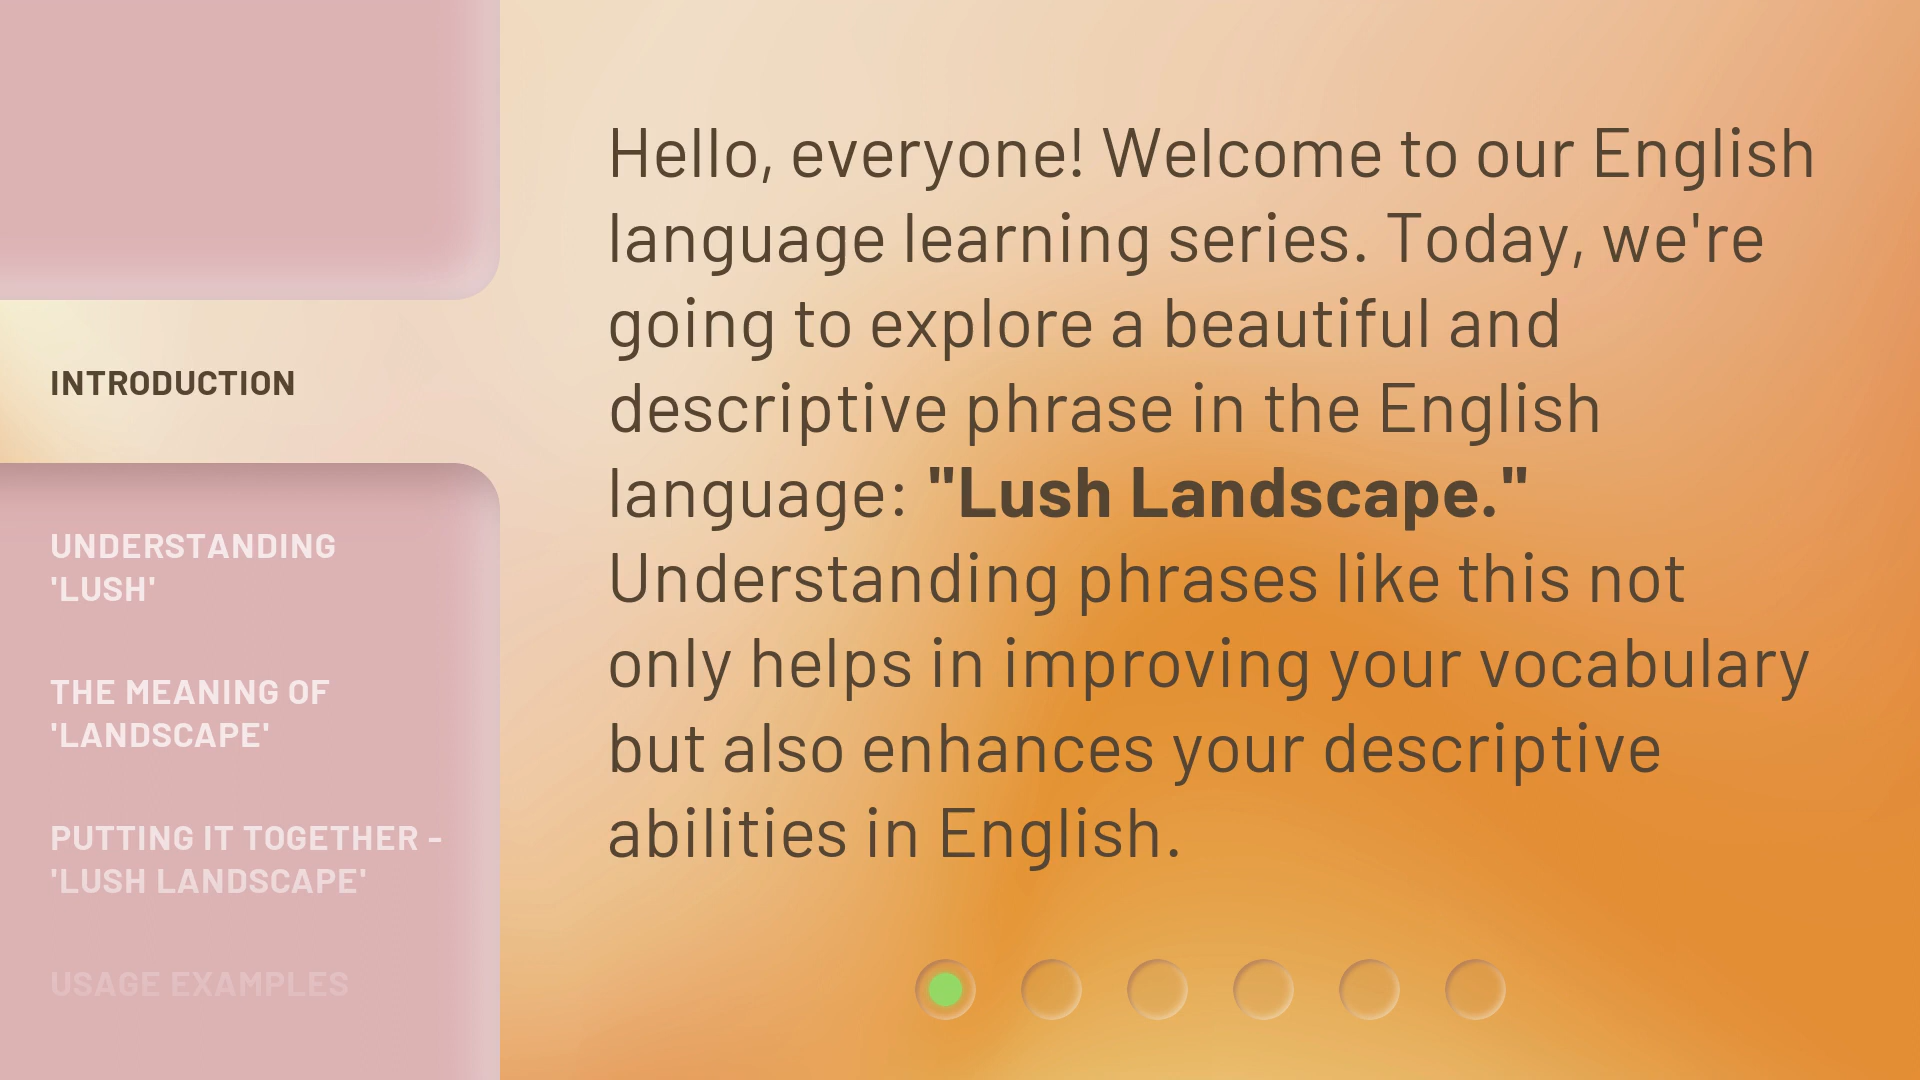 INTRODUCTION
UNDERSTANDING
'LUSH'
THE MEANING OF
'LANDSCAPE'
PUTTING IT TOGETHER -
'LUSH LANDSCAPE'
USAGE EXAMPLES
Hello, everyone! Welcome to our English
language learning series. Today, we're
going to explore a beautiful and
descriptive phrase in the English
language: "Lush Landscape."
Understanding phrases like this not
only helps in improving your vocabulary
but also enhances your descriptive
abilities in English.